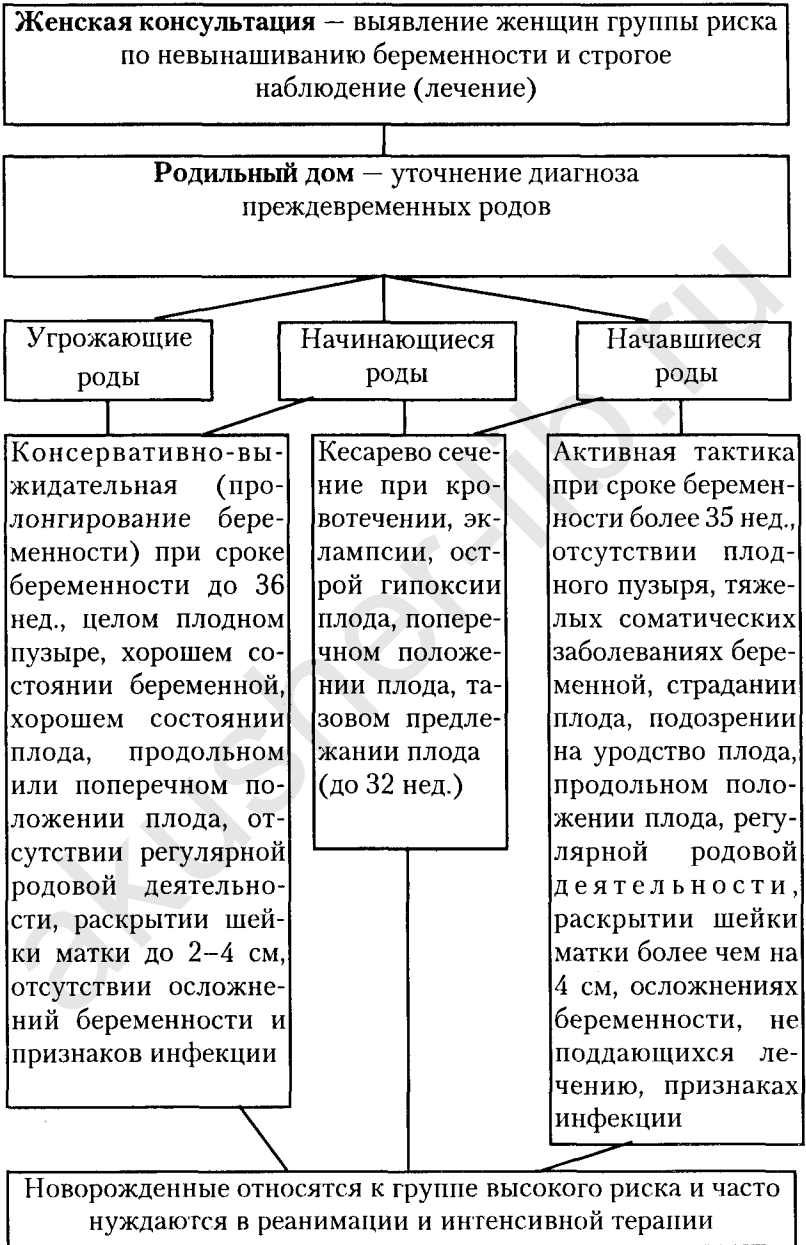 Женская консультация — выявление женщин группы риска
по невынашиванию беременности и строгое
наблюдение (лечение)
Родильный дом — уточнение диагноза
преждевременных родов
Угрожающие
роды
Начинающиеся
роды
Начавшиеся
роды
Консервативно-вы-
жидательная (про-
лонгирование бере-
менности) при сроке
беременности до 36
нед., целом плодном
пузыре, хорошем со-
стоянии беременной,
хорошем состоянии
плода, продольном
или поперечном по-
ложении плода, от-
сутствии регулярной
родовой деятельно-
сти, раскрытии шей-
ки матки до 2–4 см,
отсутствии осложне-
ний беременности и
признаков инфекции
Кесарево сече-
ние при кро-
вотечении, эк-
лампсии, ост-
рой гипоксии
плода, попере-
чном положе-
нии плода, та-
зовом предле-
жании плода
(до 32 нед.)
Активная тактика
при сроке беремен-
ности более 35 нед.,
отсутствии плод-
ного пузыря, тяже-
лых соматических
заболеваниях бере-
менной, страдании
плода, подозрении
на уродство плода,
продольном поло-
жении плода, регу-
лярной родовой
деятельности,
раскрытии шейки
матки более чем на
4 см, осложнениях
беременности, не
поддающихся ле-
чению, признаках
инфекции
Новорожденные относятся к группе высокого риска и часто
нуждаются в реанимации и интенсивной терапии
akusher-lib.ru